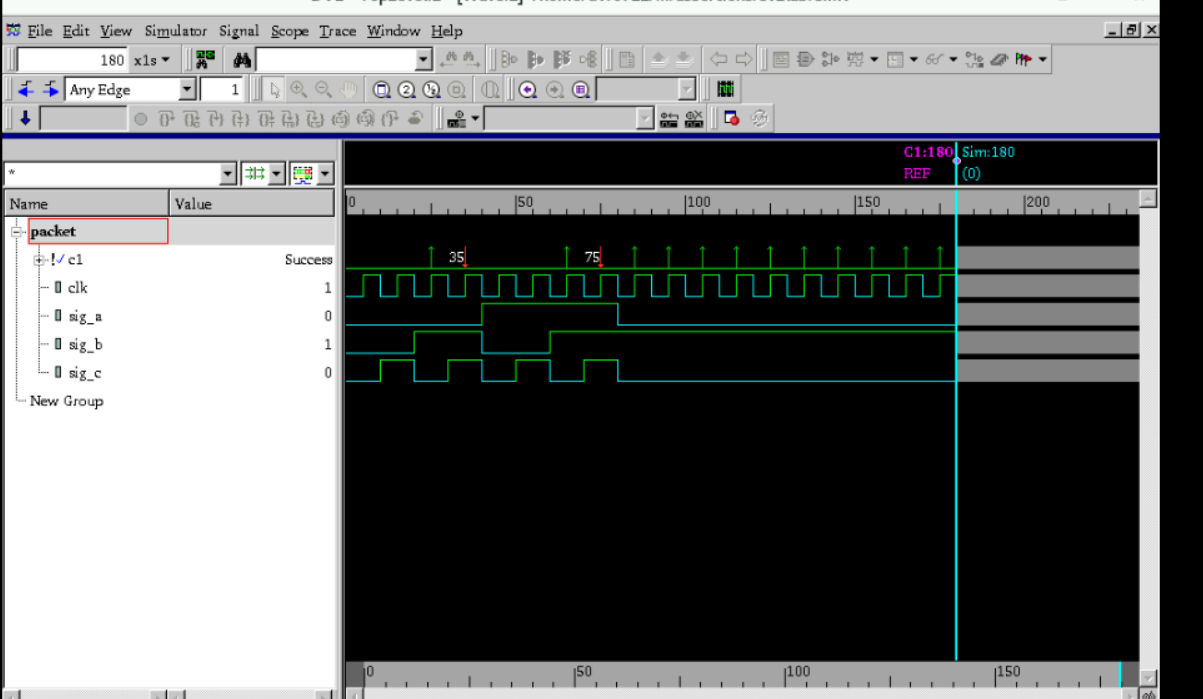 File Edit View Simulator Signal Scope Trace Window Help
180 x1s
Any Edge 1
C1:180 Sim:180
* REF (0)
Name Value 0 50 100 150 200
packet
c1 Success 35 75
clk 1
sig_a 0
sig_b 1
sig_c 0
New Group
0 50 100 150